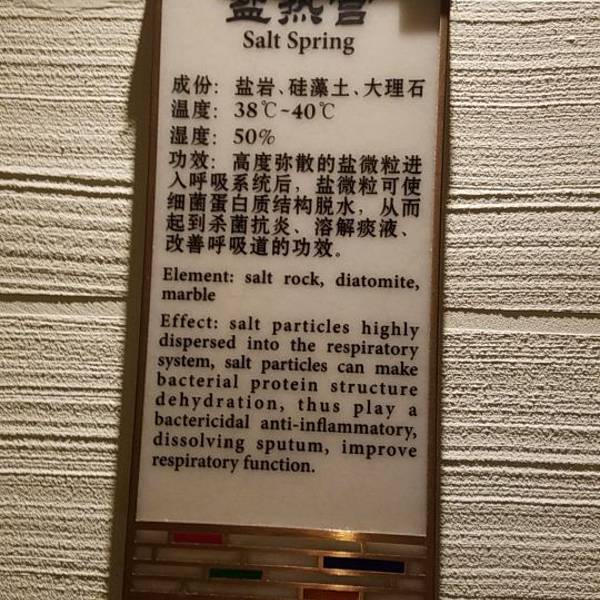 盐热宫
Salt Spring
成份：盐岩、硅藻土、大理石
温度：38℃~40℃
湿度：50%
功效：高度弥散的盐微粒进
入呼吸系统后，盐微粒可使
细菌蛋白质结构脱水，从而
起到杀菌抗炎、溶解痰液、
改善呼吸道的功效。
Element: salt rock, diatomite,
marble
Effect: salt particles highly
dispersed into the respiratory
system, salt particles can make
bacterial protein structure
dehydration, thus play a
bactericidal anti-inflammatory,
dissolving sputum, improve
respiratory function.